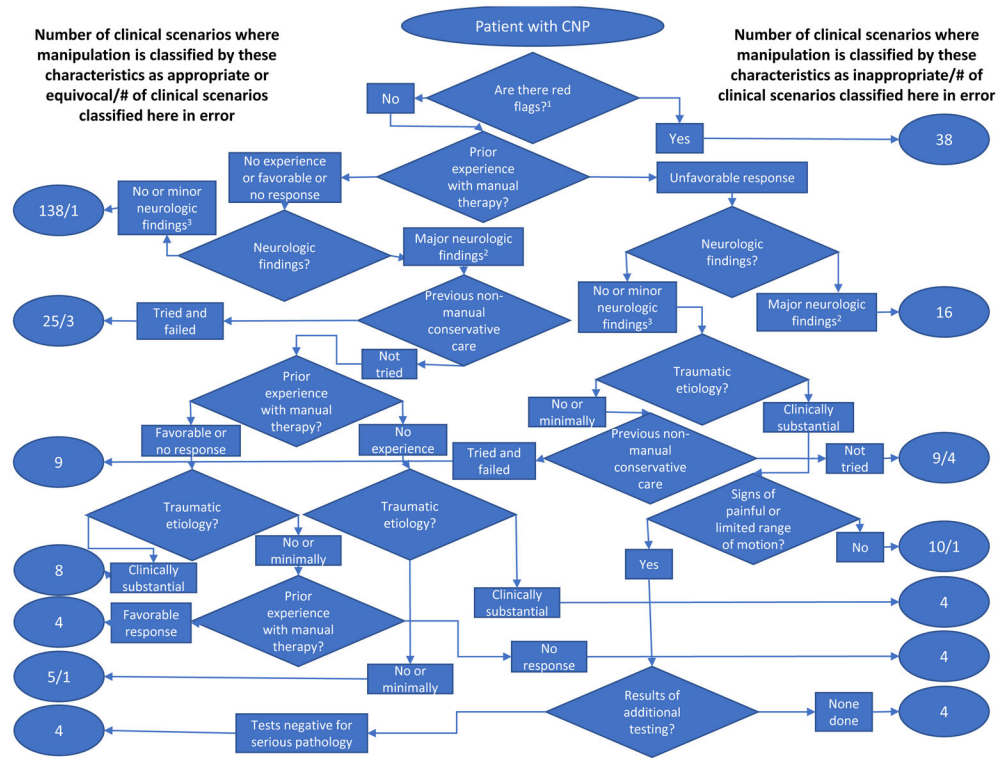 Patient with CNP
Number of clinical scenarios where
manipulation is classified by these
characteristics as appropriate or
equivocal/# of clinical scenarios
classified here in error
Number of clinical scenarios where
manipulation is classified by these
characteristics as inappropriate/# of
clinical scenarios classified here in error
Are there red
flags?¹
No
Yes
38
Prior
experience
with manual
therapy?
No experience
or favorable or
no response
Unfavorable response
138/1
No or minor
neurologic
findings³
Neurologic
findings?
Major neurologic
findings²
Neurologic
findings?
No or minor
neurologic
findings³
Major neurologic
findings²
16
25/3
Tried and
failed
Previous non-
manual
conservative
care
Not
tried
Prior
experience
with manual
therapy?
Traumatic
etiology?
No or
minimally
Clinically
substantial
Favorable or
no response
No
experience
9
Tried and
failed
Previous non-
manual
conservative
care
Not
tried
9/4
Traumatic
etiology?
Traumatic
etiology?
Signs of
painful or
limited range
of motion?
No
10/1
Yes
No or
minimally
8
Clinically
substantial
Clinically
substantial
4
4
Favorable
response
Prior
experience
with manual
therapy?
No
response
4
5/1
No or
minimally
Results of
additional
testing?
None
done
4
4
Tests negative for
serious pathology